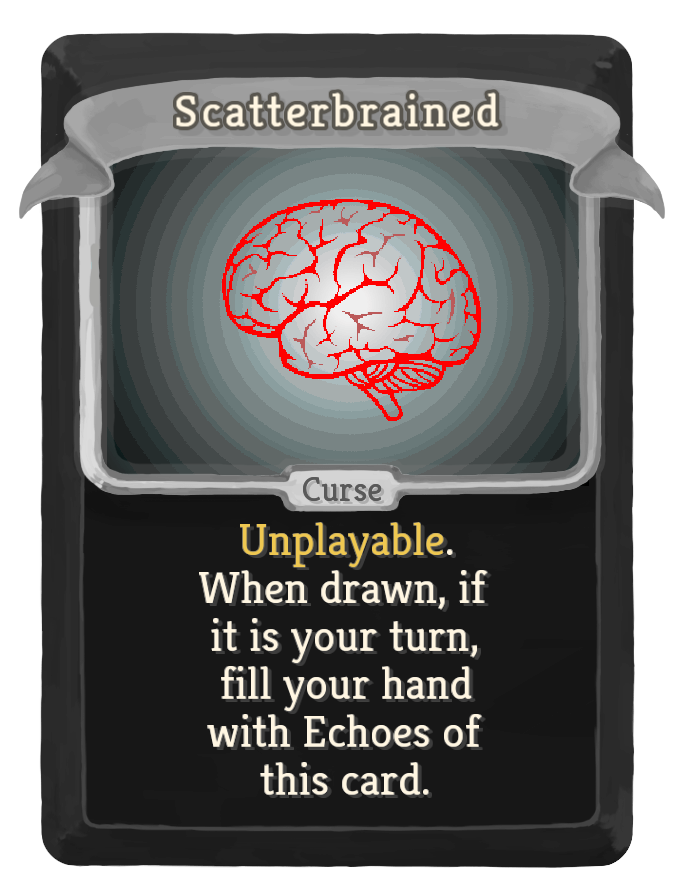 Scatterbrained
Curse
Unplayable.
When drawn, if
it is your turn,
fill your hand
with Echoes of
this card.